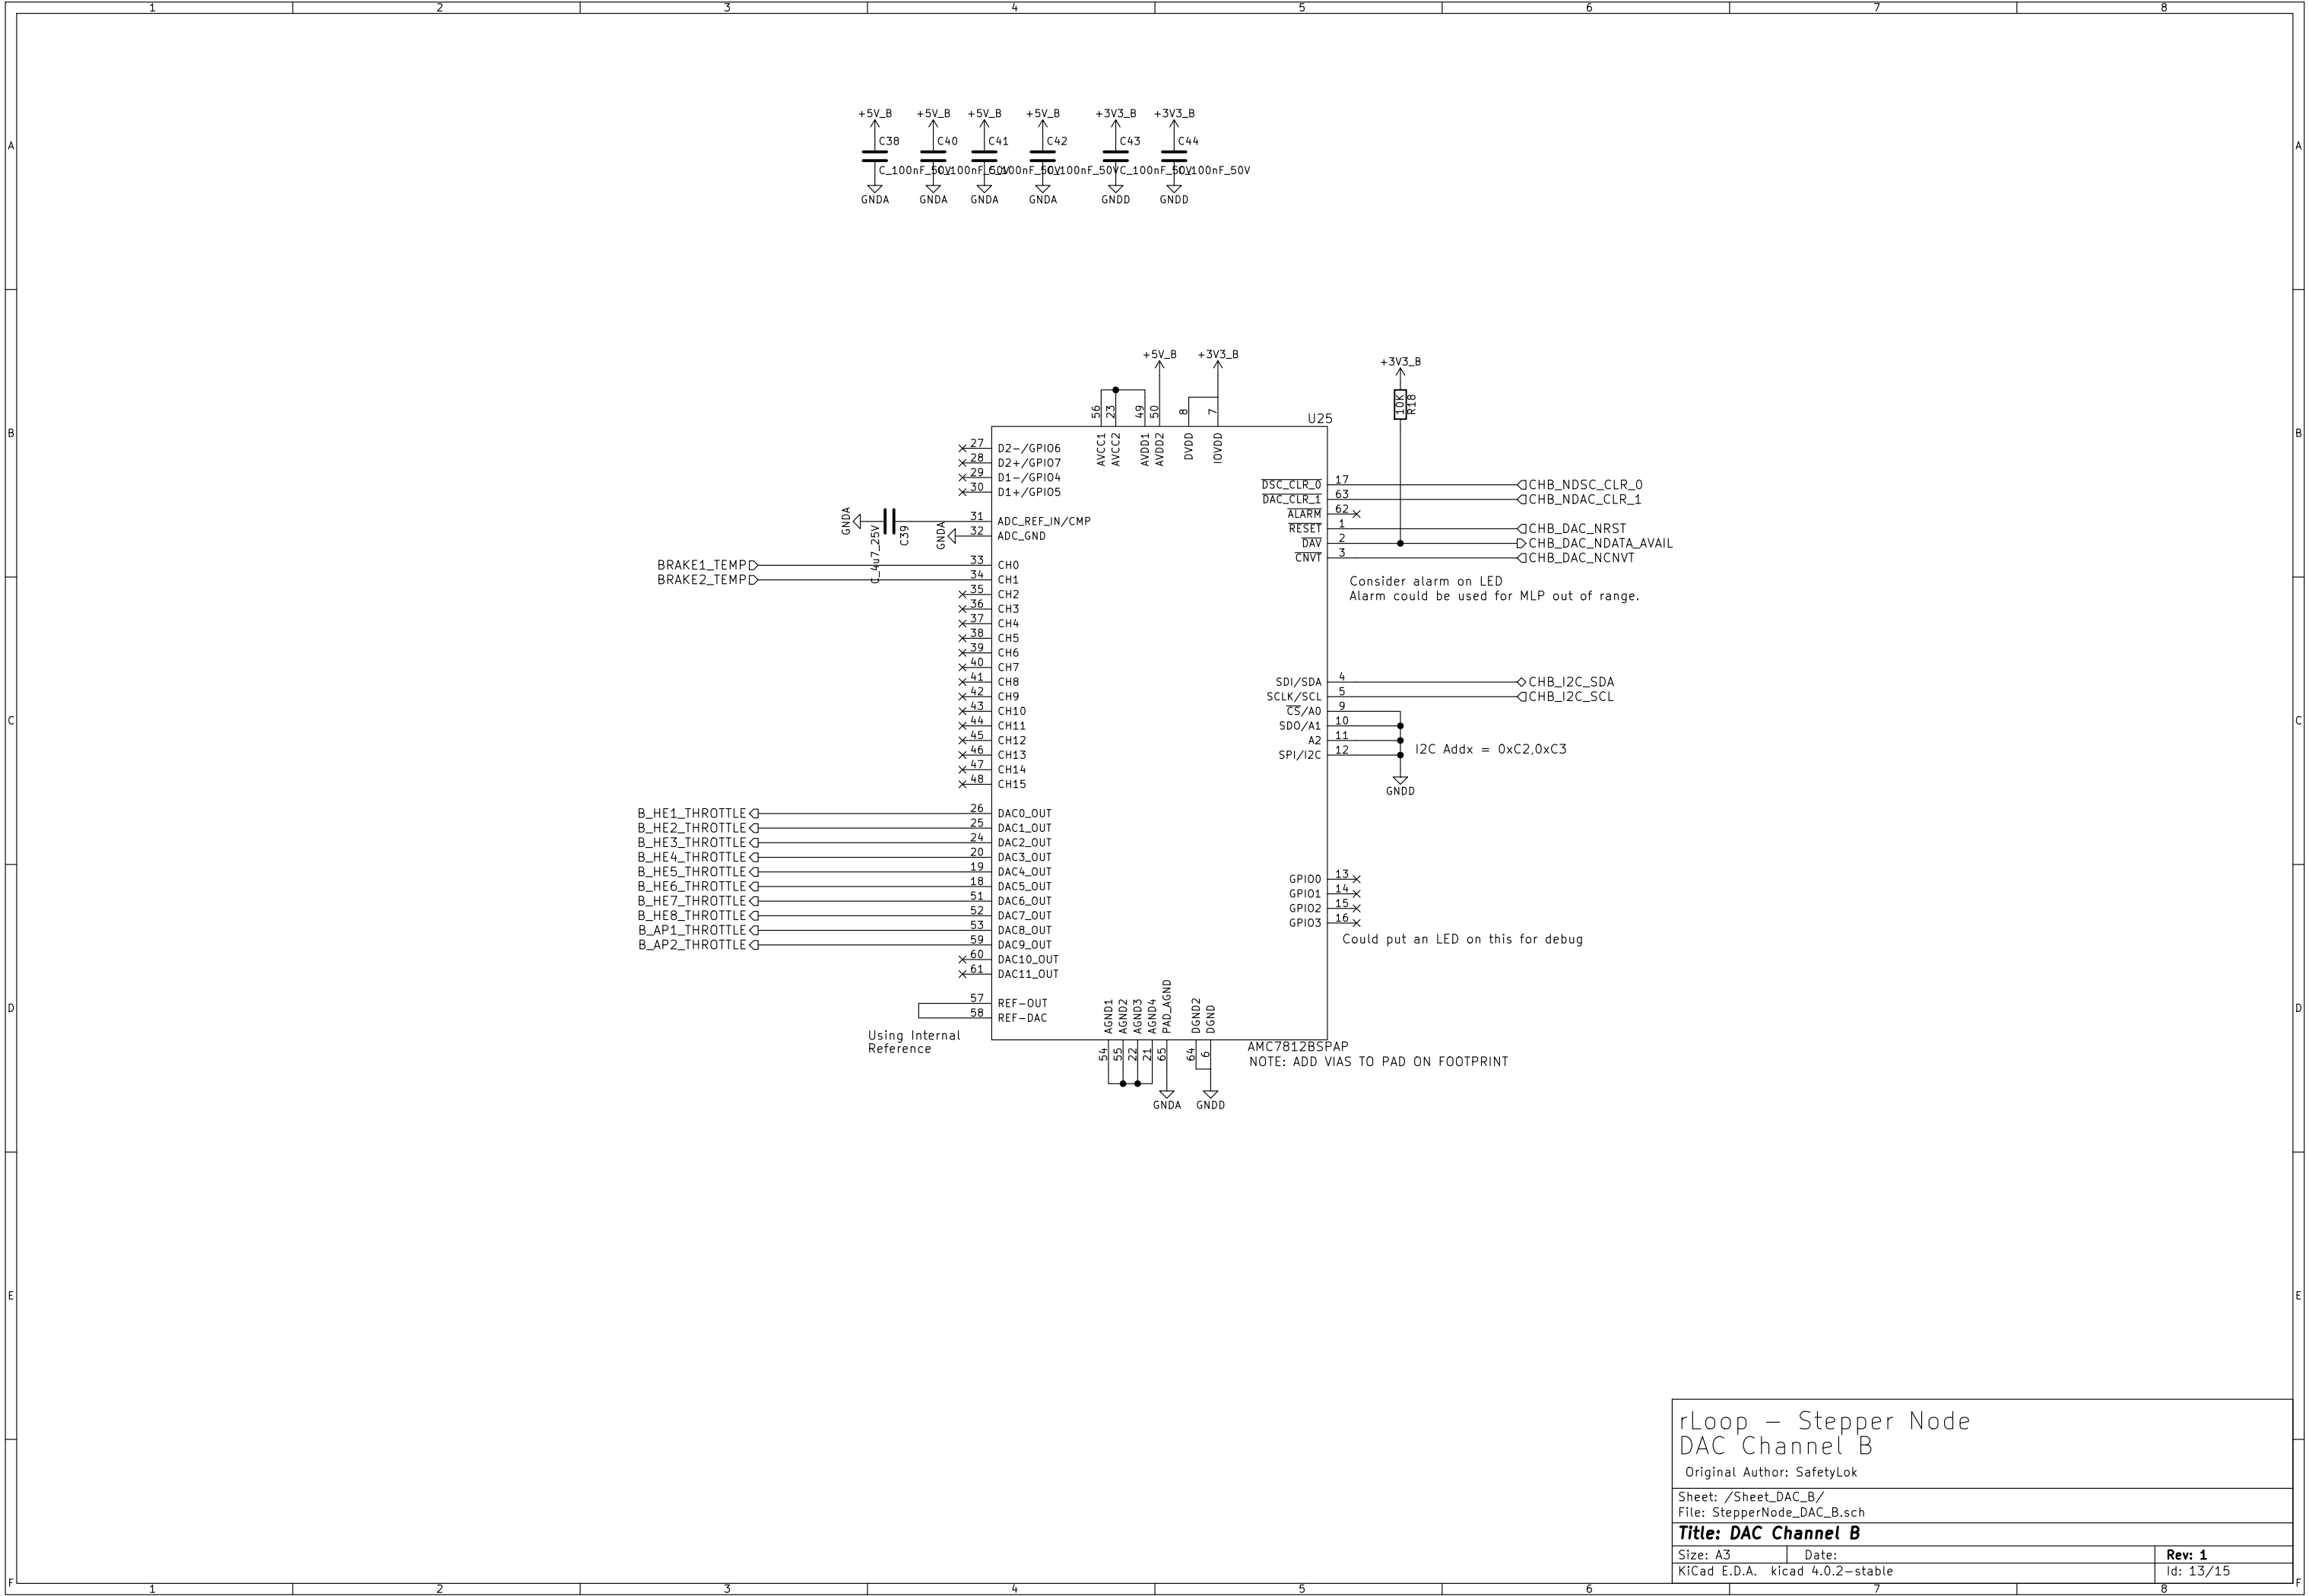 1 2 3 4 5 6 7 8
A A
B B
C C
D D
E E
F F
+5V_B +5V_B +5V_B +5V_B +3V3_B +3V3_B
C38 C40 C41 C42 C43 C44
C_100nF_50V C_100nF_50V C_100nF_50V C_100nF_50V C_100nF_50V C_100nF_50V
GNDA GNDA GNDA GNDA GNDD GNDD
+5V_B +3V3_B
+3V3_B
10K
R18
U25
56 AVCC1
23 AVCC2
49 AVDD1
50 AVDD2
8 DVDD
7 IOVDD
27 D2-/GPIO6
28 D2+/GPIO7
29 D1-/GPIO4
30 D1+/GPIO5
GNDA C_4u7_25V C39 31 ADC_REF_IN/CMP
GNDA 32 ADC_GND
BRAKE1_TEMP 33 CH0
BRAKE2_TEMP 34 CH1
35 CH2
36 CH3
37 CH4
38 CH5
39 CH6
40 CH7
41 CH8
42 CH9
43 CH10
44 CH11
45 CH12
46 CH13
47 CH14
48 CH15
B_HE1_THROTTLE 26 DAC0_OUT
B_HE2_THROTTLE 25 DAC1_OUT
B_HE3_THROTTLE 24 DAC2_OUT
B_HE4_THROTTLE 20 DAC3_OUT
B_HE5_THROTTLE 19 DAC4_OUT
B_HE6_THROTTLE 18 DAC5_OUT
B_HE7_THROTTLE 51 DAC6_OUT
B_HE8_THROTTLE 52 DAC7_OUT
B_AP1_THROTTLE 53 DAC8_OUT
B_AP2_THROTTLE 59 DAC9_OUT
60 DAC10_OUT
61 DAC11_OUT
57 REF-OUT
58 REF-DAC
Using Internal
Reference
DSC_CLR_0 17 CHB_NDSC_CLR_0
DAC_CLR_1 63 CHB_NDAC_CLR_1
ALARM 62
RESET 1 CHB_DAC_NRST
DAV 2 CHB_DAC_NDATA_AVAIL
CNVT 3 CHB_DAC_NCNVT
Consider alarm on LED
Alarm could be used for MLP out of range.
SDI/SDA 4 CHB_I2C_SDA
SCLK/SCL 5 CHB_I2C_SCL
CS/A0 9
SDO/A1 10
A2 11
SPI/I2C 12
I2C Addx = 0xC2,0xC3
GNDD
GPIO0 13
GPIO1 14
GPIO2 15
GPIO3 16
Could put an LED on this for debug
AGND1 54
AGND2 55
AGND3 22
AGND4 21
PAD_AGND 65
DGND2 64
DGND 6
GNDA GNDD
AMC7812BSPAP
NOTE: ADD VIAS TO PAD ON FOOTPRINT
rLoop - Stepper Node
DAC Channel B
Original Author: SafetyLok
Sheet: /Sheet_DAC_B/
File: StepperNode_DAC_B.sch
Title: DAC Channel B
Size: A3 Date: Rev: 1
KiCad E.D.A. kicad 4.0.2-stable Id: 13/15
1 2 3 4 5 6 7 8